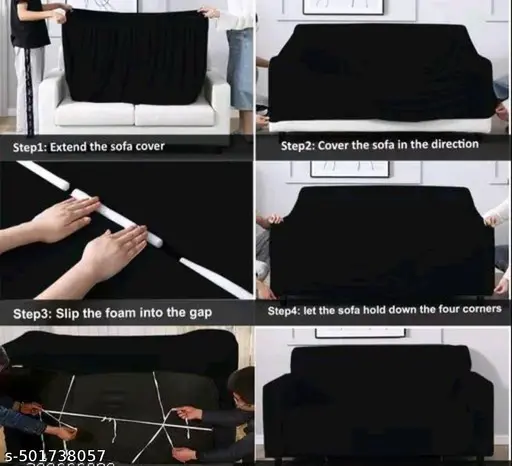 Step1: Extend the sofa cover
Step2: Cover the sofa in the direction
Step3: Slip the foam into the gap
Step4: let the sofa hold down the four corners
s-501738057